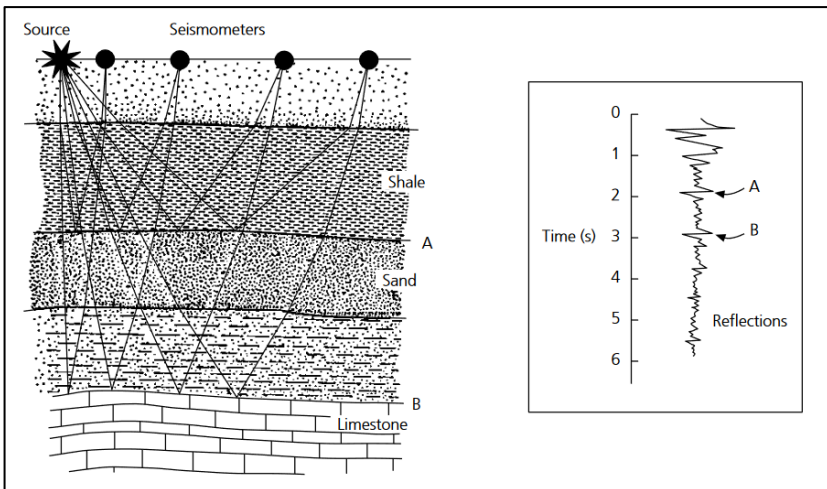 Source
Seismometers
Shale
A
Sand
B
Limestone
0
1
A
2
B
Time (s)
3
4
5
Reflections
6